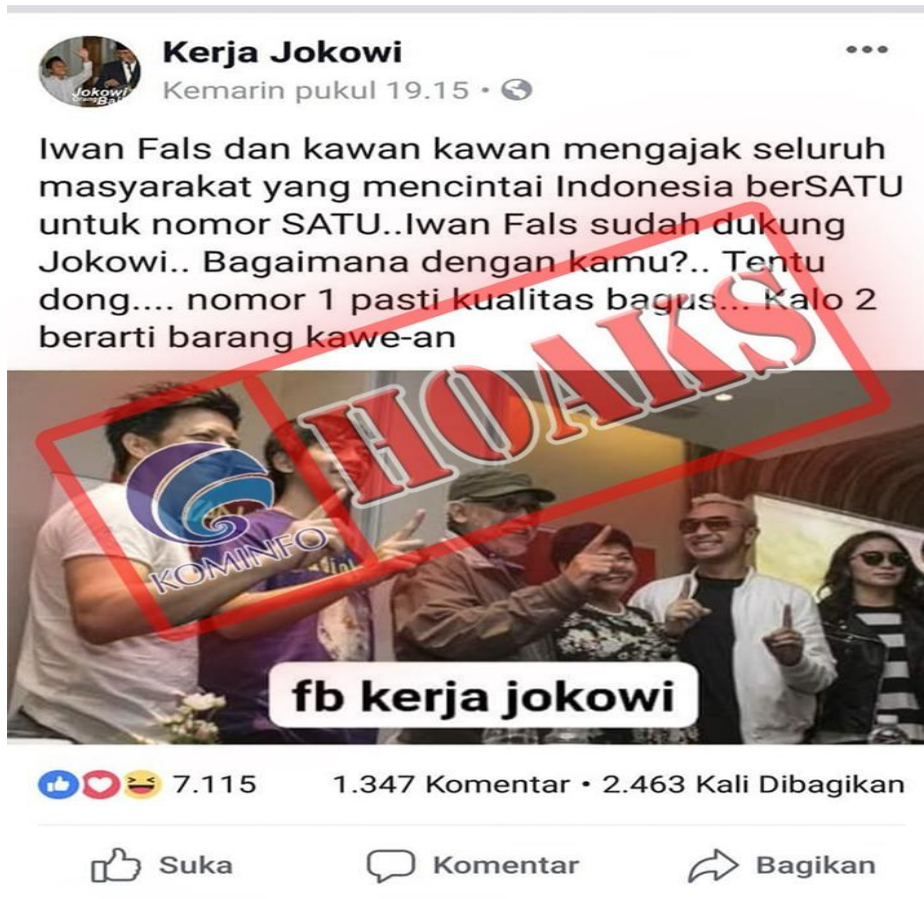 Kerja Jokowi
Kemarin pukul 19.15 •
Iwan Fals dan kawan kawan mengajak seluruh
masyarakat yang mencintai Indonesia berSATU
untuk nomor SATU..Iwan Fals sudah dukung
Jokowi.. Bagaimana dengan kamu?.. Tentu
dong.... nomor 1 pasti kualitas bagus... Kalo 2
berarti barang kawe-an
HOAKS
KOMINFO
fb kerja jokowi
7.115 1.347 Komentar • 2.463 Kali Dibagikan
Suka Komentar Bagikan